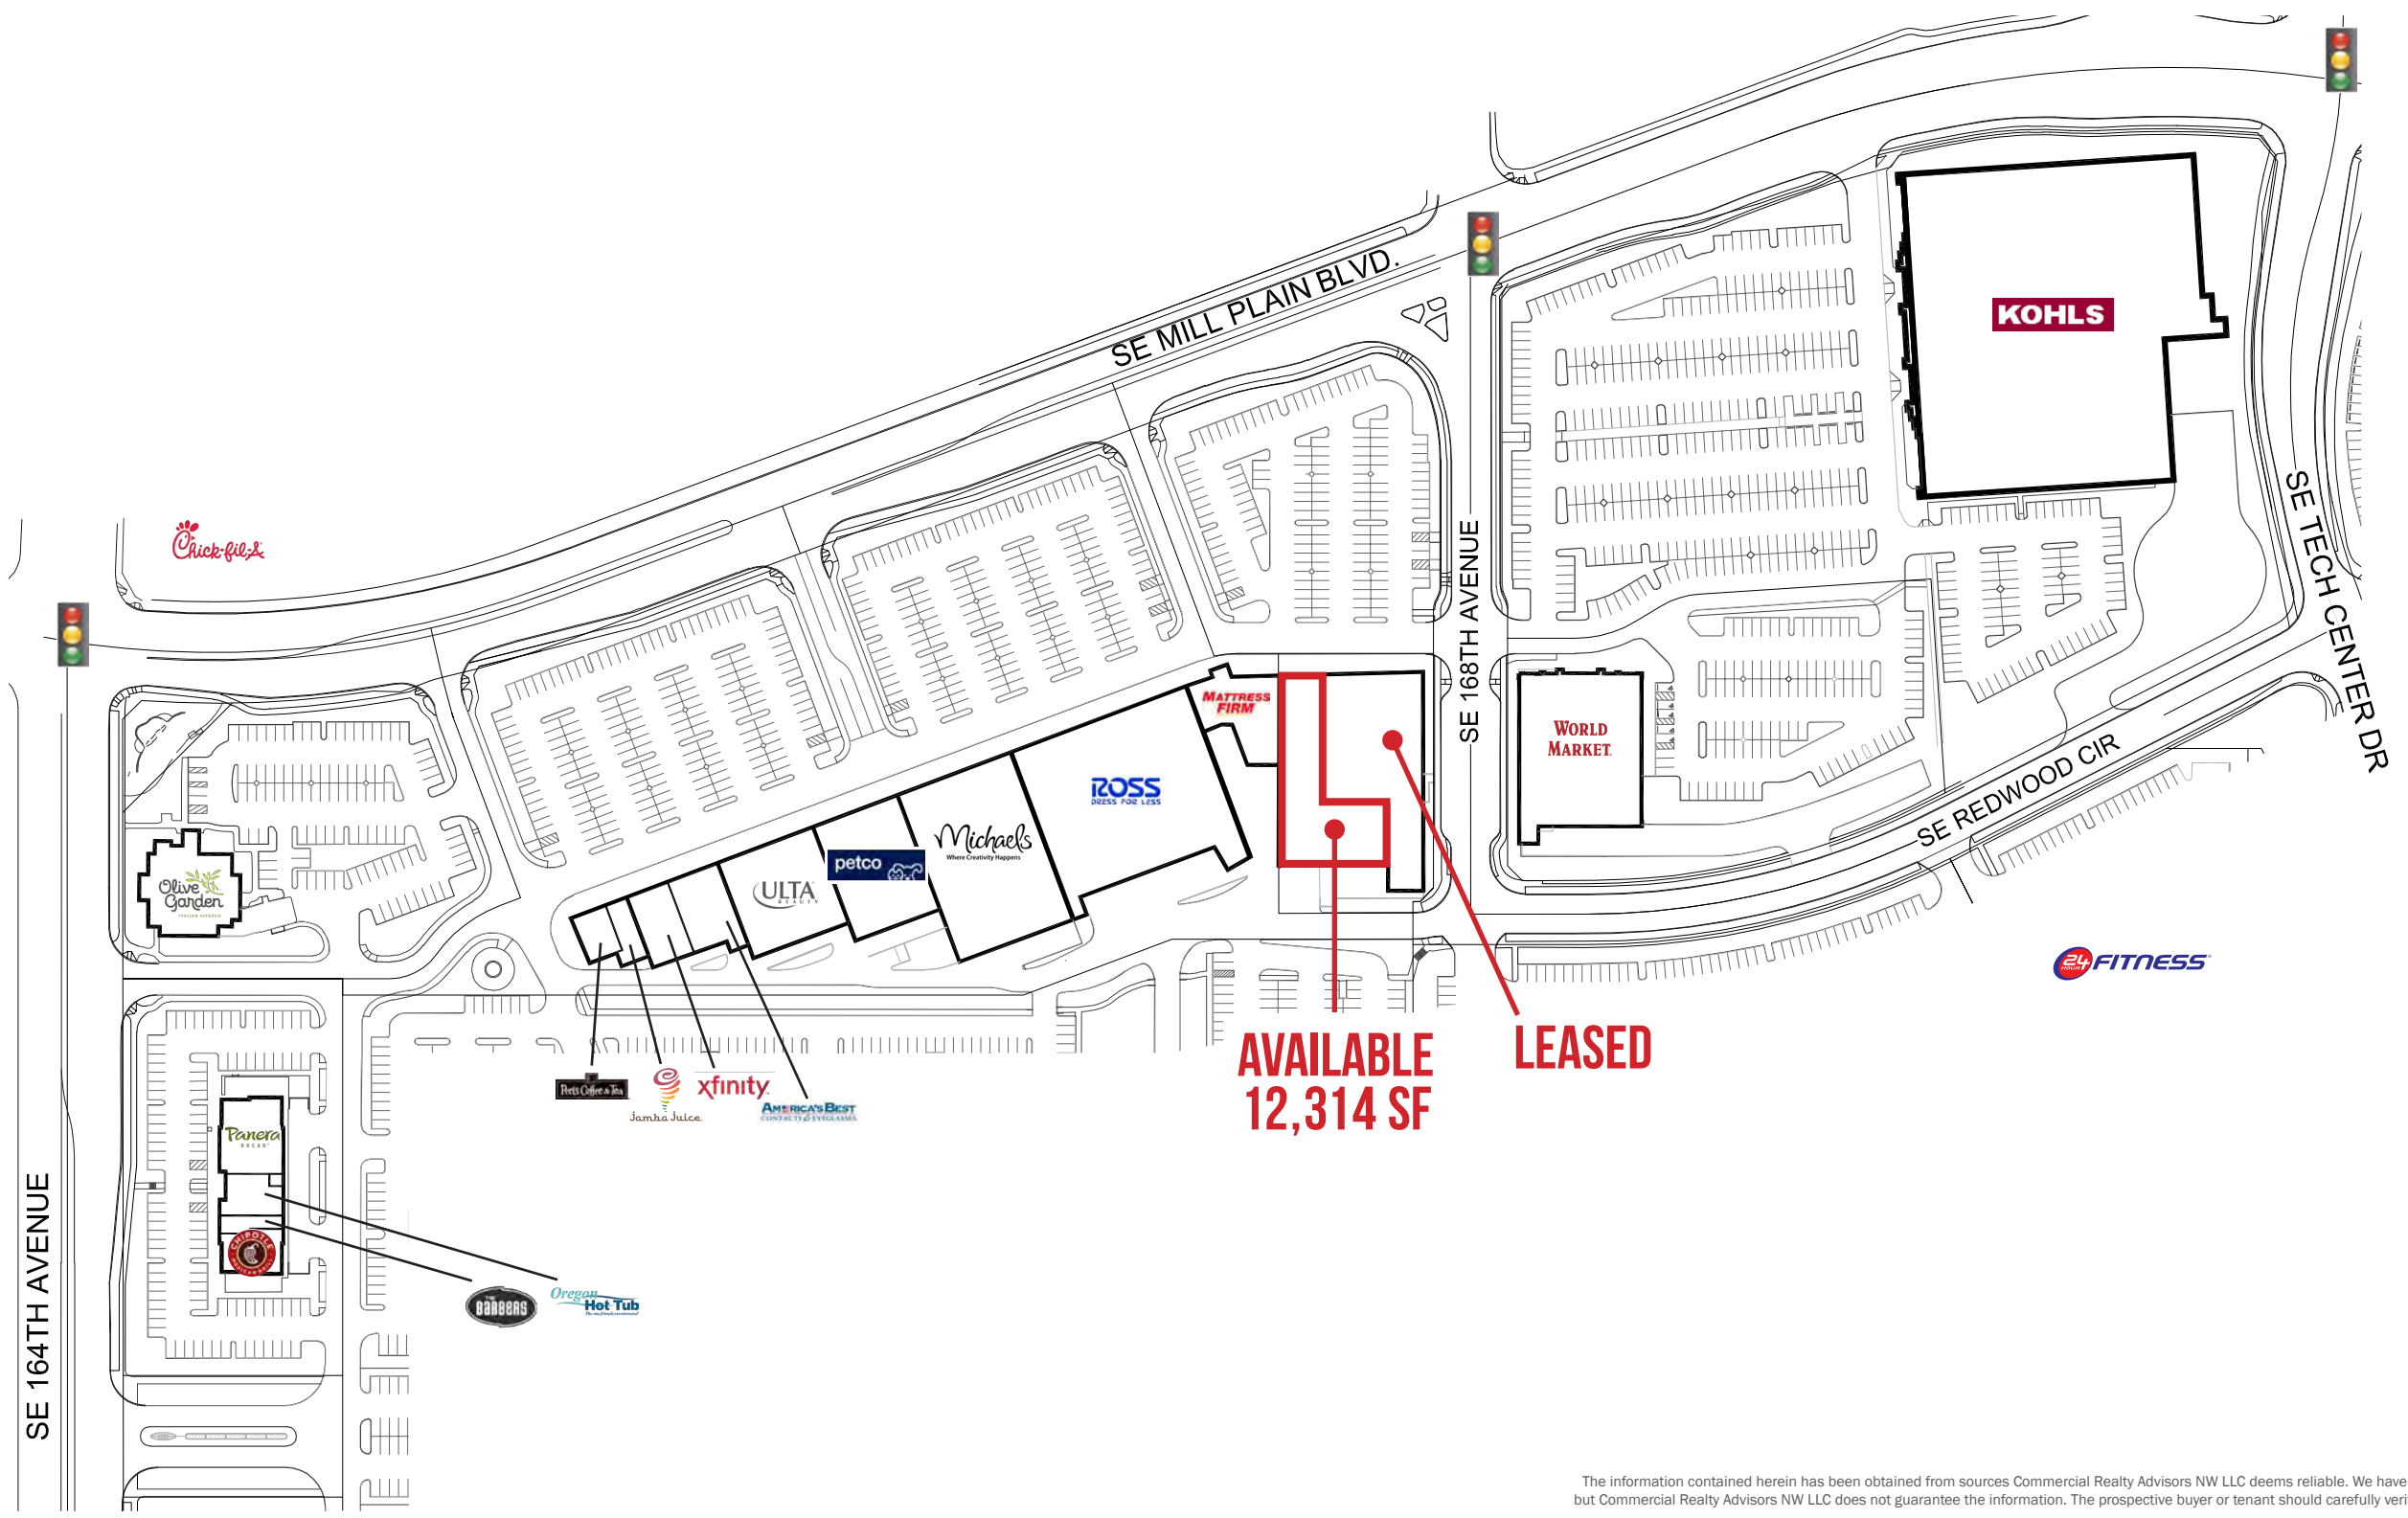 SE MILL PLAIN BLVD.
KOHLS
Chick-fil-A
SE 168TH AVENUE
SE TECH CENTER DR
MATTRESS
FIRM
WORLD
MARKET
ROSS
DRESS FOR LESS
SE REDWOOD CIR
Michaels
Where Creativity Happens
petco
ULTA
BEAUTY
Olive
Garden
ITALIAN KITCHEN
24
HOUR
FITNESS
AVAILABLE
12,314 SF
LEASED
Peet's Coffee & Tea
Jamba Juice
xfinity
AMERICA'S BEST
CONTACTS & EYEGLASSES
Panera
BREAD
CHIPOTLE
MEXICAN GRILL
THE
BARBERS
Oregon
Hot Tub
SE 164TH AVENUE
The information contained herein has been obtained from sources Commercial Realty Advisors NW LLC deems reliable. We have
but Commercial Realty Advisors NW LLC does not guarantee the information. The prospective buyer or tenant should carefully veri